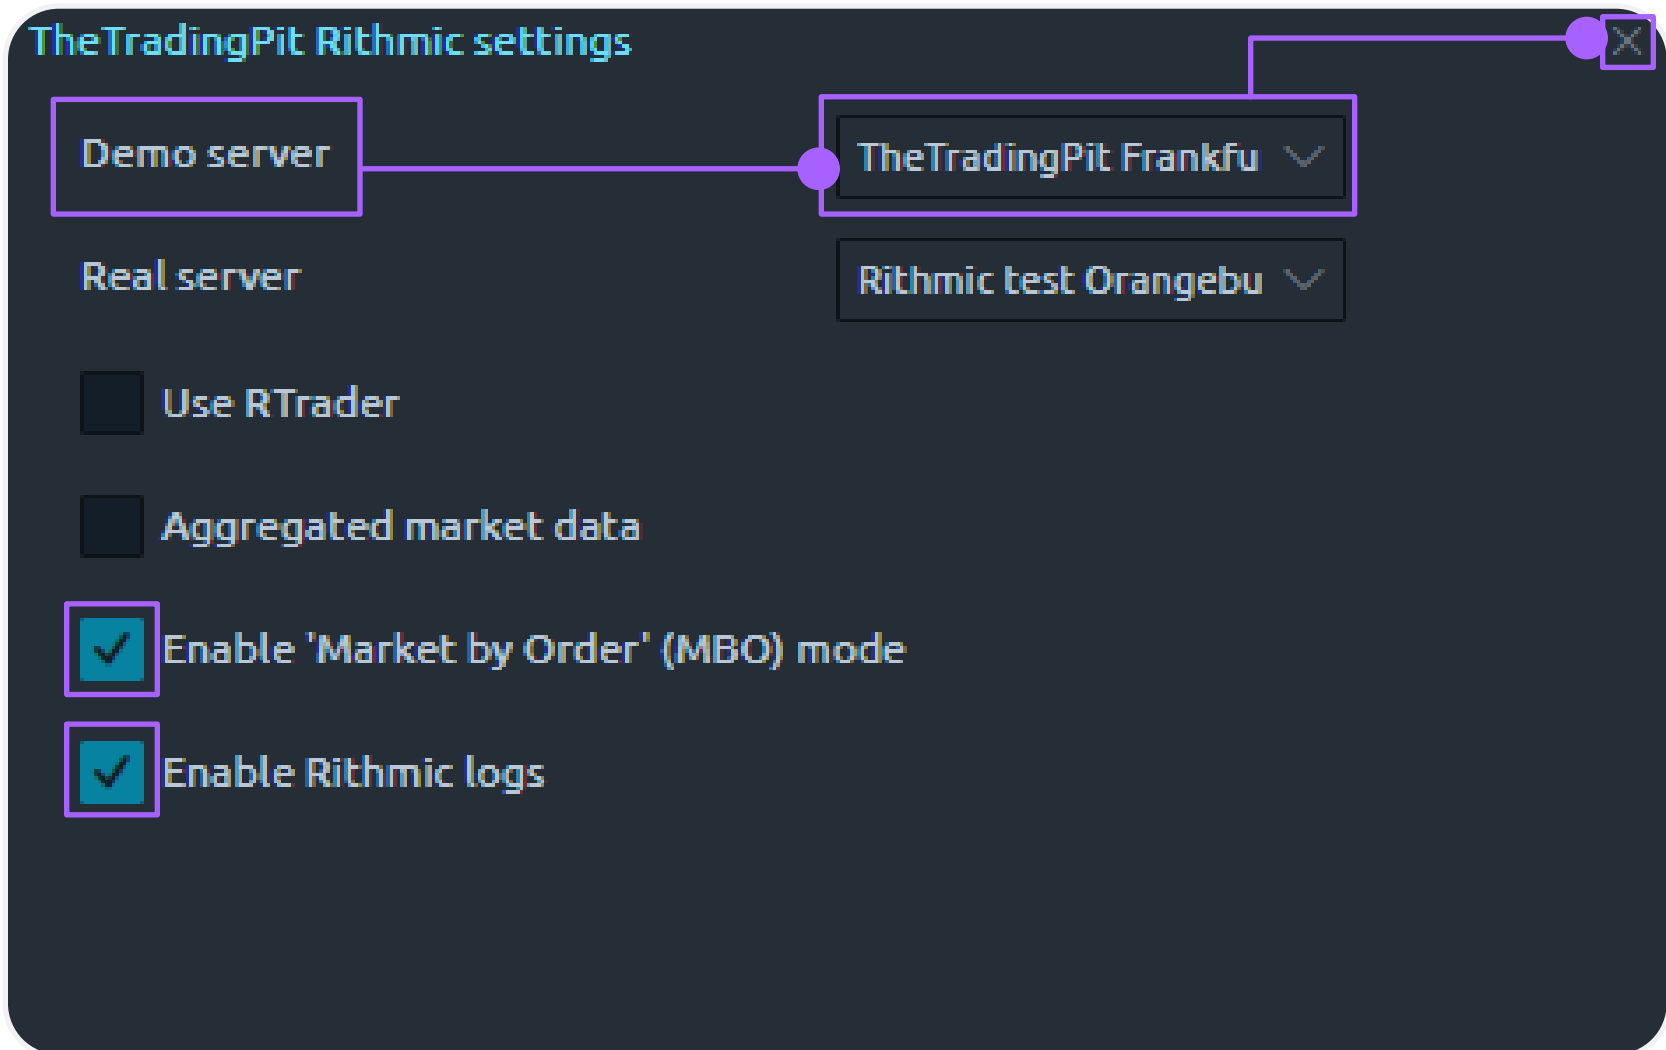 TheTradingPit Rithmic settings
Demo server
TheTradingPit Frankfu
Real server
Rithmic test Orangebu
Use RTrader
Aggregated market data
Enable 'Market by Order' (MBO) mode
Enable Rithmic logs